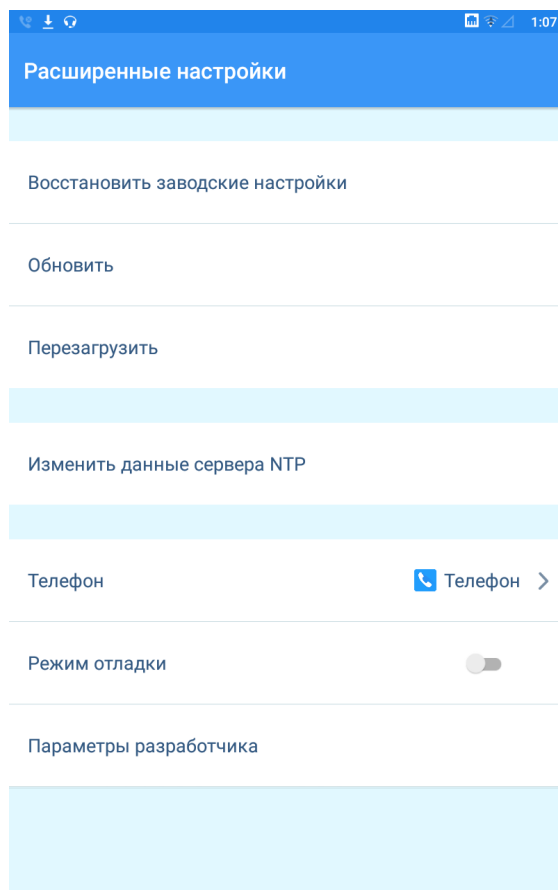 1:07
Расширенные настройки
Восстановить заводские настройки
Обновить
Перезагрузить
Изменить данные сервера NTP
Телефон Телефон
Режим отладки
Параметры разработчика